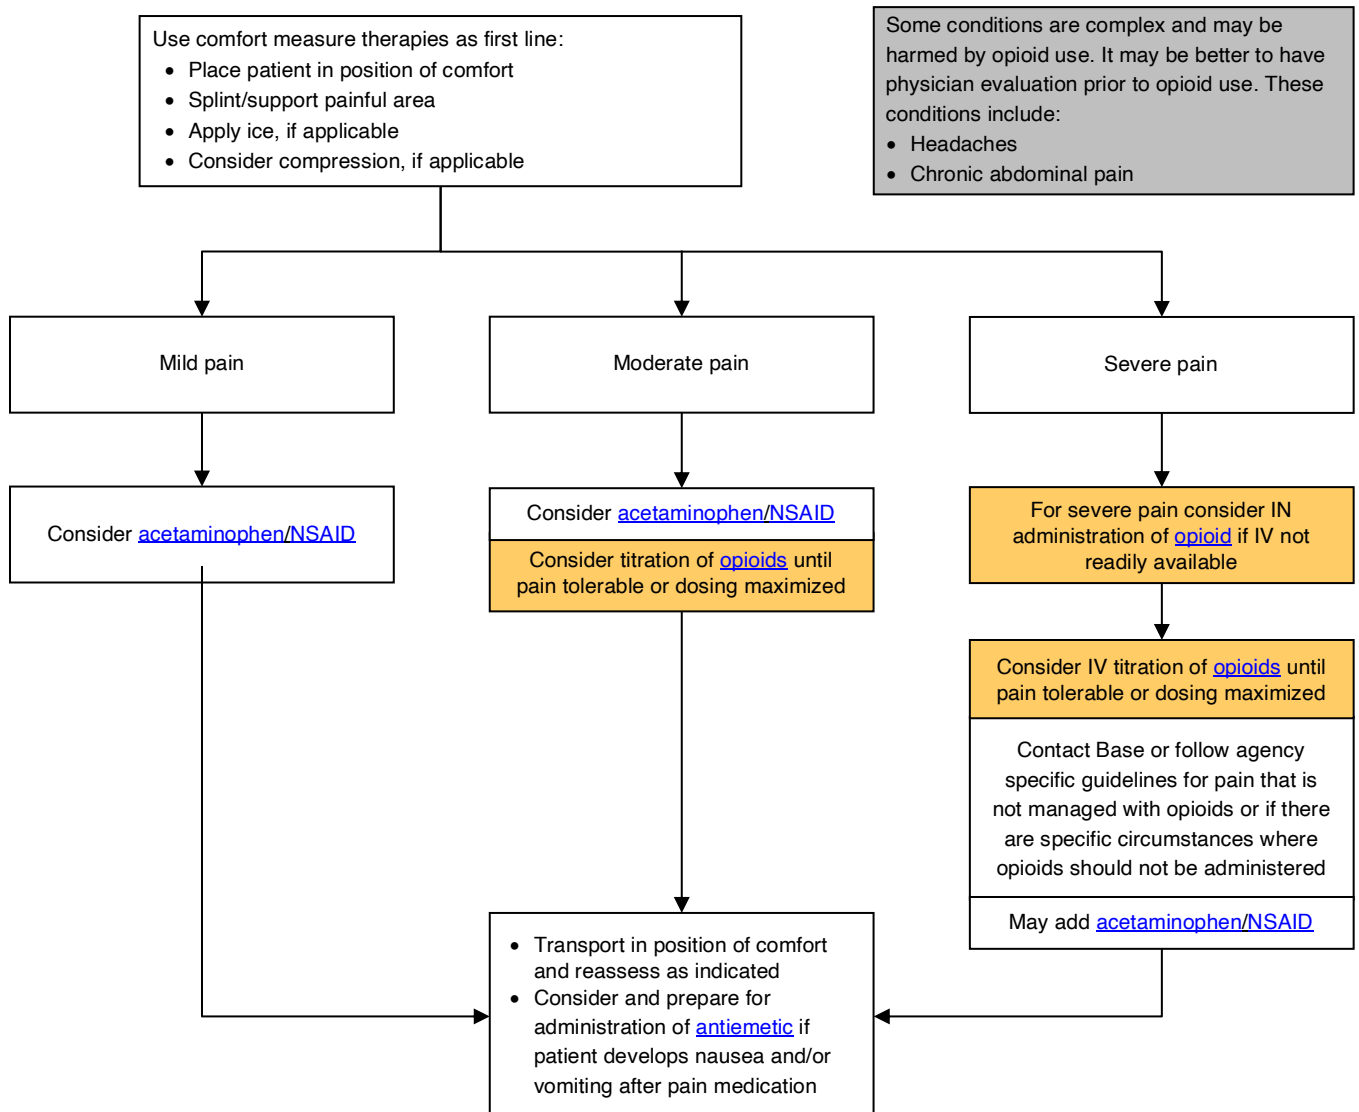 Use comfort measure therapies as first line:
• Place patient in position of comfort
• Splint/support painful area
• Apply ice, if applicable
• Consider compression, if applicable
Some conditions are complex and may be
harmed by opioid use. It may be better to have
physician evaluation prior to opioid use. These
conditions include:
• Headaches
• Chronic abdominal pain
Mild pain
Moderate pain
Severe pain
Consider acetaminophen/NSAID
Consider acetaminophen/NSAID
Consider titration of opioids until
pain tolerable or dosing maximized
For severe pain consider IN
administration of opioid if IV not
readily available
Consider IV titration of opioids until
pain tolerable or dosing maximized
Contact Base or follow agency
specific guidelines for pain that is
not managed with opioids or if there
are specific circumstances where
opioids should not be administered
May add acetaminophen/NSAID
• Transport in position of comfort
and reassess as indicated
• Consider and prepare for
administration of antiemetic if
patient develops nausea and/or
vomiting after pain medication